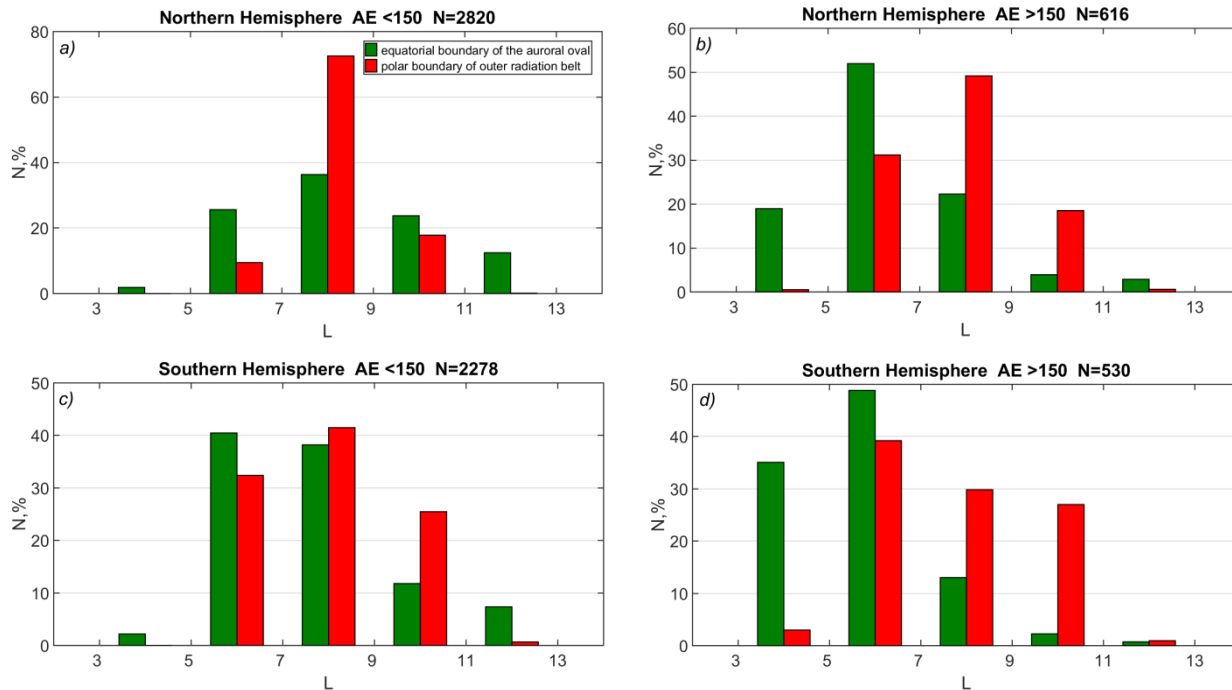 Northern Hemisphere AE <150 N=2820
a)
equatorial boundary of the auroral oval
polar boundary of outer radiation belt
80
60
40
20
0
N,%
3 5 7 9 11 13
L
Northern Hemisphere AE >150 N=616
b)
60
50
40
30
20
10
0
N,%
3 5 7 9 11 13
L
Southern Hemisphere AE <150 N=2278
c)
50
40
30
20
10
0
N,%
3 5 7 9 11 13
L
Southern Hemisphere AE >150 N=530
d)
50
40
30
20
10
0
N,%
3 5 7 9 11 13
L